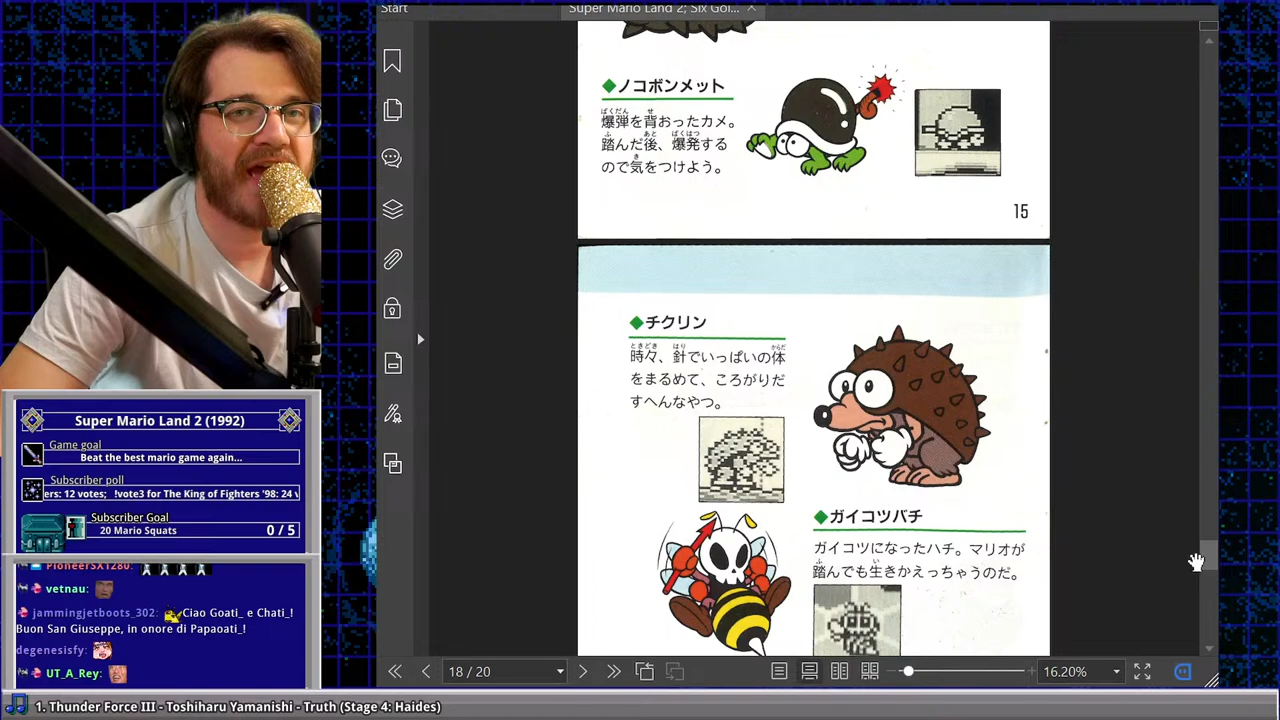 Start
Super Mario Land 2; Six Gol...
◆ノコボンメット
爆弾を背おったカメ。
踏んだ後、爆発する
ので気をつけよう。
15
◆チクリン
時々、針でいっぱいの体
をまるめて、ころがりだ
すへんなやつ。
◆ガイコツバチ
ガイコツになったハチ。マリオが
踏んでも生きかえっちゃうのだ。
18 / 20
16.20%
Super Mario Land 2 (1992)
Game goal
Beat the best mario game again...
Subscriber poll
ers: 12 votes; !vote3 for The King of Fighters '98: 24 v
Subscriber Goal
20 Mario Squats
0 / 5
PioneerSX1280:
vetnau:
jammingjetboots_302: Ciao Goati_ e Chati_!
Buon San Giuseppe, in onore di Papaoati_!
degenesisfy:
UT_A_Rey:
1. Thunder Force III - Toshiharu Yamanishi - Truth (Stage 4: Haides)